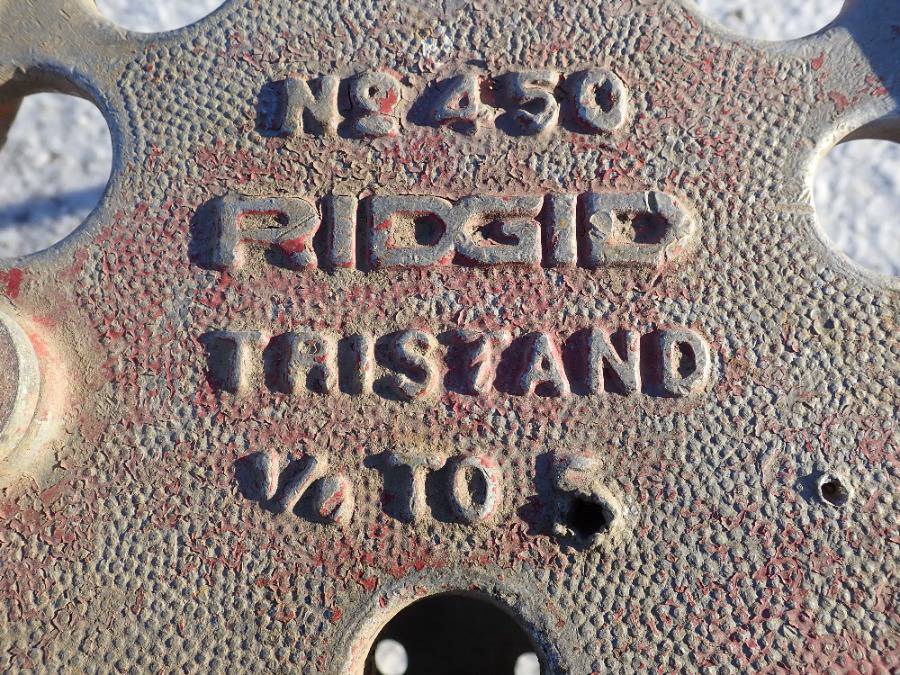 Nº 450
RIDGID
TRISTAND
1/8 TO 5